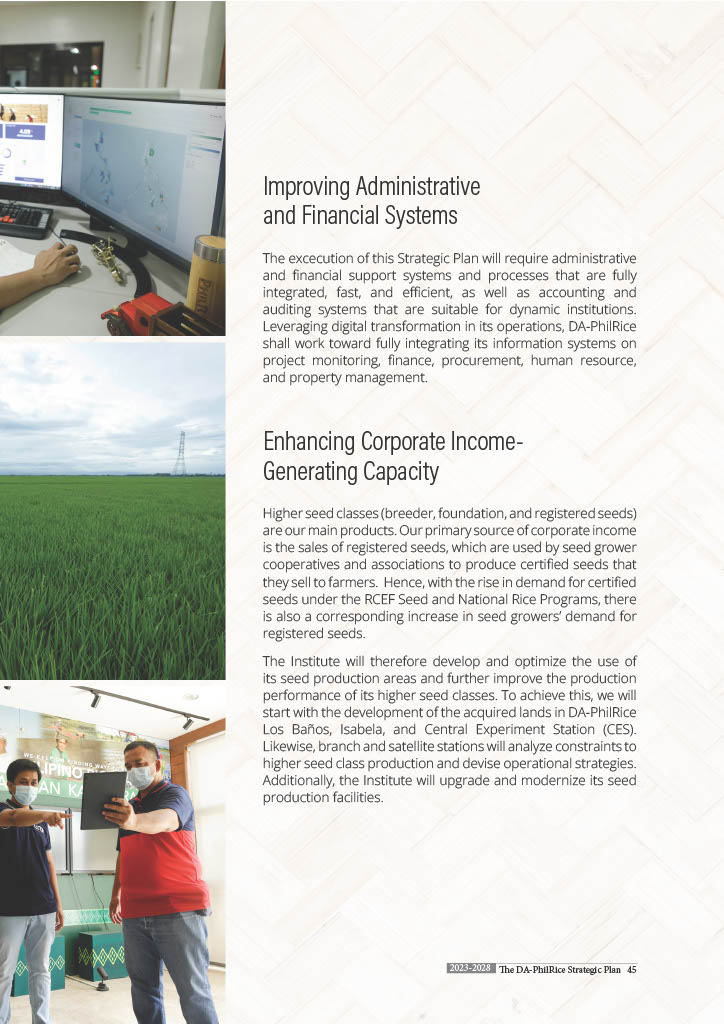 Improving Administrative
and Financial Systems
The excecution of this Strategic Plan will require administrative
and financial support systems and processes that are fully
integrated, fast, and efficient, as well as accounting and
auditing systems that are suitable for dynamic institutions.
Leveraging digital transformation in its operations, DA-PhilRice
shall work toward fully integrating its information systems on
project monitoring, finance, procurement, human resource,
and property management.
Enhancing Corporate Income-
Generating Capacity
Higher seed classes (breeder, foundation, and registered seeds)
are our main products. Our primary source of corporate income
is the sales of registered seeds, which are used by seed grower
cooperatives and associations to produce certified seeds that
they sell to farmers. Hence, with the rise in demand for certified
seeds under the RCEF Seed and National Rice Programs, there
is also a corresponding increase in seed growers' demand for
registered seeds.
The Institute will therefore develop and optimize the use of
its seed production areas and further improve the production
performance of its higher seed classes. To achieve this, we will
start with the development of the acquired lands in DA-PhilRice
Los Baños, Isabela, and Central Experiment Station (CES).
Likewise, branch and satellite stations will analyze constraints to
higher seed class production and devise operational strategies.
Additionally, the Institute will upgrade and modernize its seed
production facilities.
2023-2028 The DA-PhilRice Strategic Plan 45